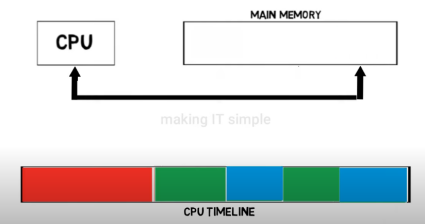 MAIN MEMORY
CPU
making IT simple
CPU TIMELINE